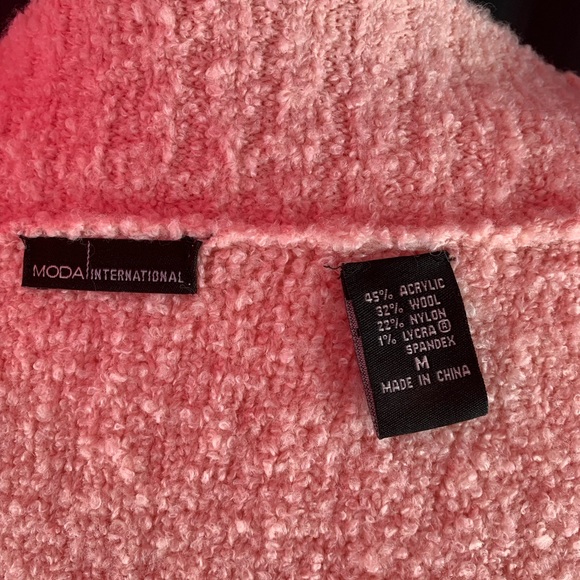 MODA INTERNATIONAL
45% ACRYLIC
32% WOOL
22% NYLON
1% LYCRA®
SPANDEX
M
MADE IN CHINA